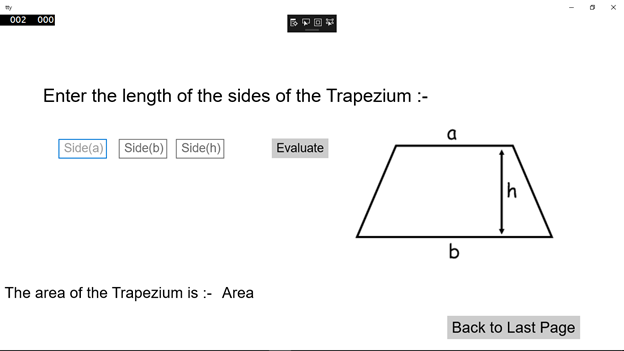 tty
002 000
Enter the length of the sides of the Trapezium :-
Side(a) Side(b) Side(h) Evaluate
a
h
b
The area of the Trapezium is :- Area
Back to Last Page